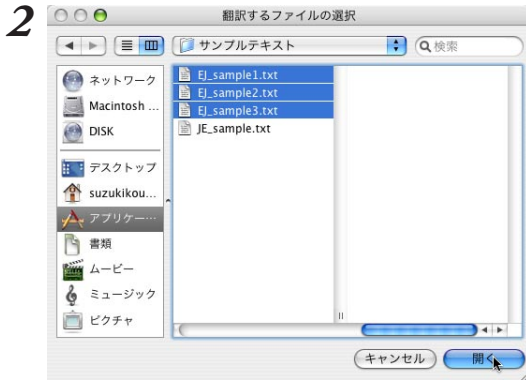 2
翻訳するファイルの選択
サンプルテキスト
検索
ネットワーク
Macintosh ...
DISK
デスクトップ
suzukikou...
アプリケー…
書類
ムービー
ミュージック
ピクチャ
EJ_sample1.txt
EJ_sample2.txt
EJ_sample3.txt
JE_sample.txt
キャンセル
開く